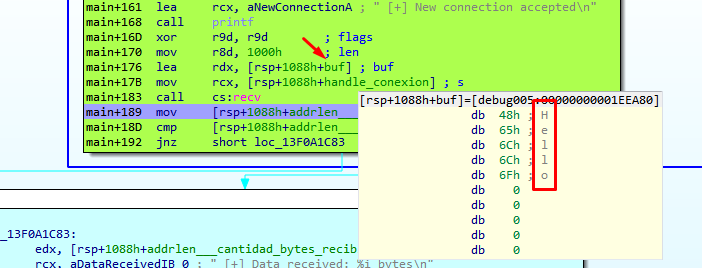 main+161 lea     rcx, aNewConnectionA ; " [+] New connection accepted\n"
main+168 call    printf
main+16D xor     r9d, r9d        ; flags
main+170 mov     r8d, 1000h      ; len
main+176 lea     rdx, [rsp+1088h+buf] ; buf
main+17B mov     rcx, [rsp+1088h+handle_conexion] ; s
main+183 call    cs:recv
main+189 mov     [rsp+1088h+addrlen___
main+18D cmp     [rsp+1088h+addrlen___
main+192 jnz     short loc_13F0A1C83
[rsp+1088h+buf]=[debug005:00000000001EEA80]
db  48h ; H
db  65h ; e
db  6Ch ; l
db  6Ch ; l
db  6Fh ; o
db    0
db    0
db    0
db    0
db    0
_13F0A1C83:
edx, [rsp+1088h+addrlen___cantidad_bytes_recib
rcx, aDataReceivedIB_0 ; " [+] Data received: %i bytes\n"